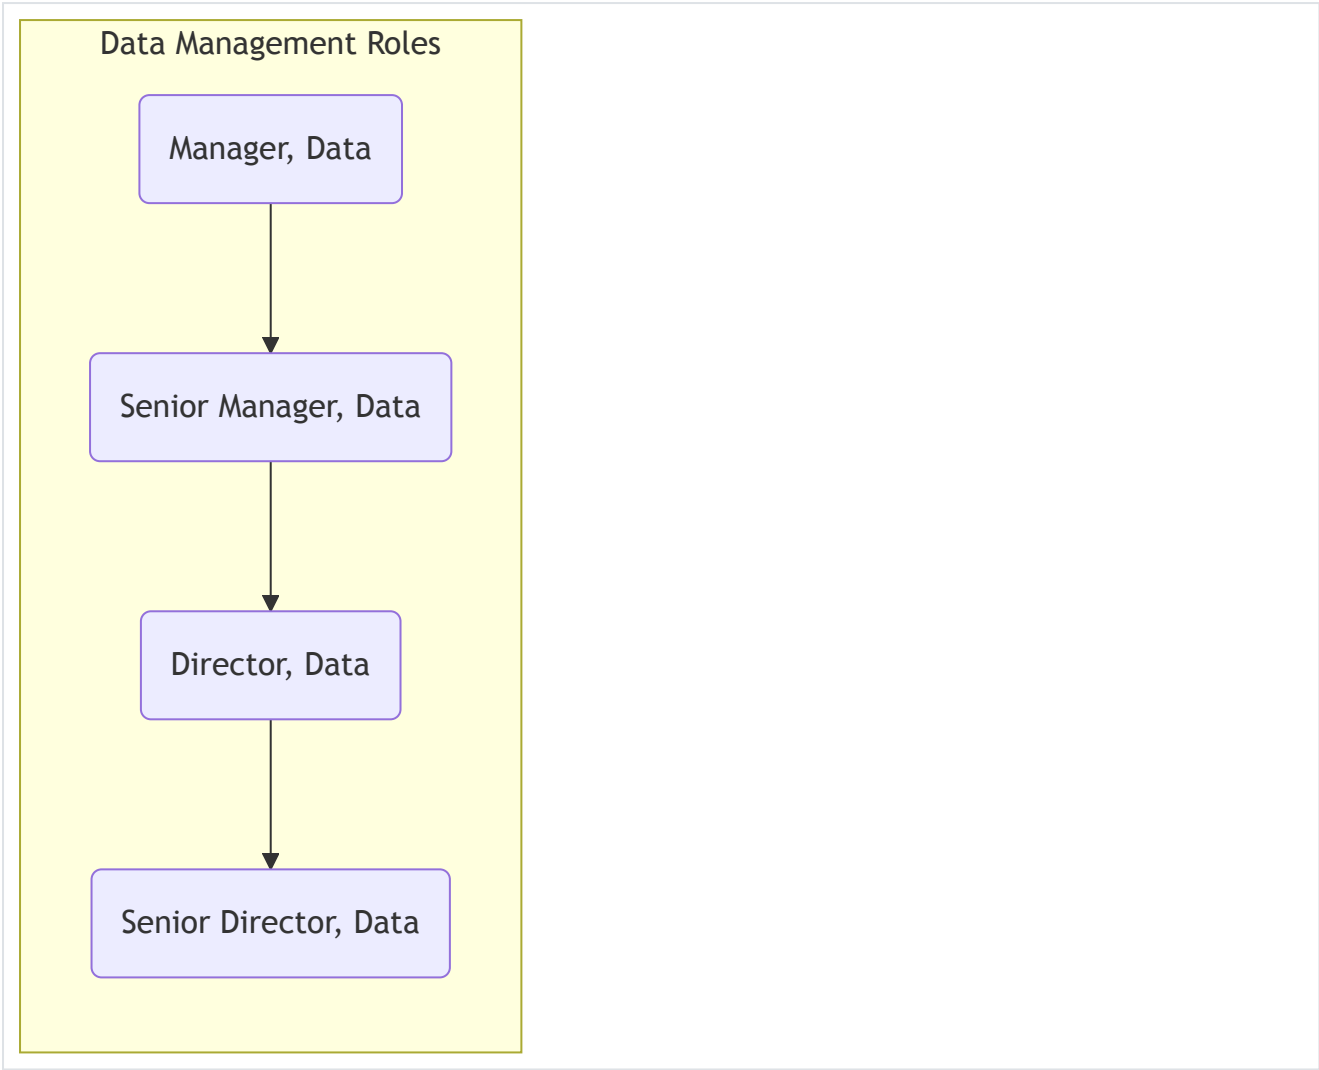 Data Management Roles
Manager, Data
Senior Manager, Data
Director, Data
Senior Director, Data